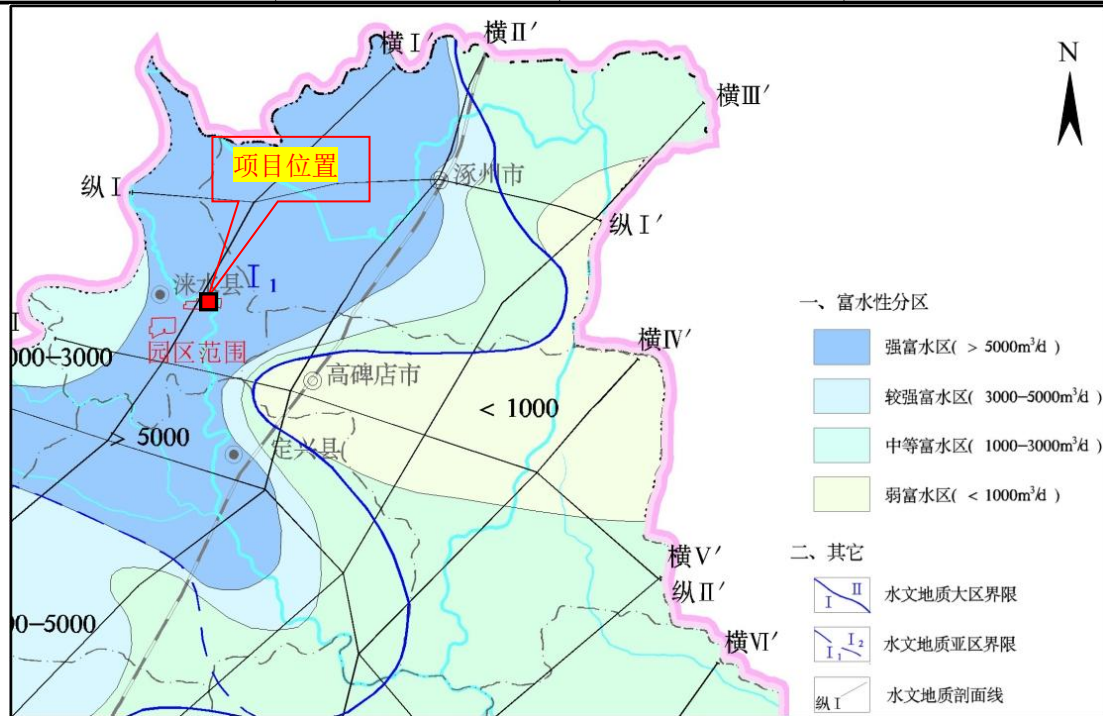 横Ⅰ′
横Ⅱ′
N
横Ⅲ′
项目位置
涿州市
纵Ⅰ
纵Ⅰ′
涞水县
Ⅰ₁
一、富水性分区
强富水区( > 5000m³/d )
园区范围
000-3000
横Ⅳ′
高碑店市
较强富水区( 3000-5000m³/d )
< 1000
> 5000
定兴县
中等富水区( 1000-3000m³/d )
弱富水区( < 1000m³/d )
二、其它
横Ⅴ′
纵Ⅱ′
Ⅰ Ⅱ 水文地质大区界限
00-5000
横Ⅵ′
Ⅰ₁ Ⅰ₂ 水文地质亚区界限
纵Ⅰ 水文地质剖面线